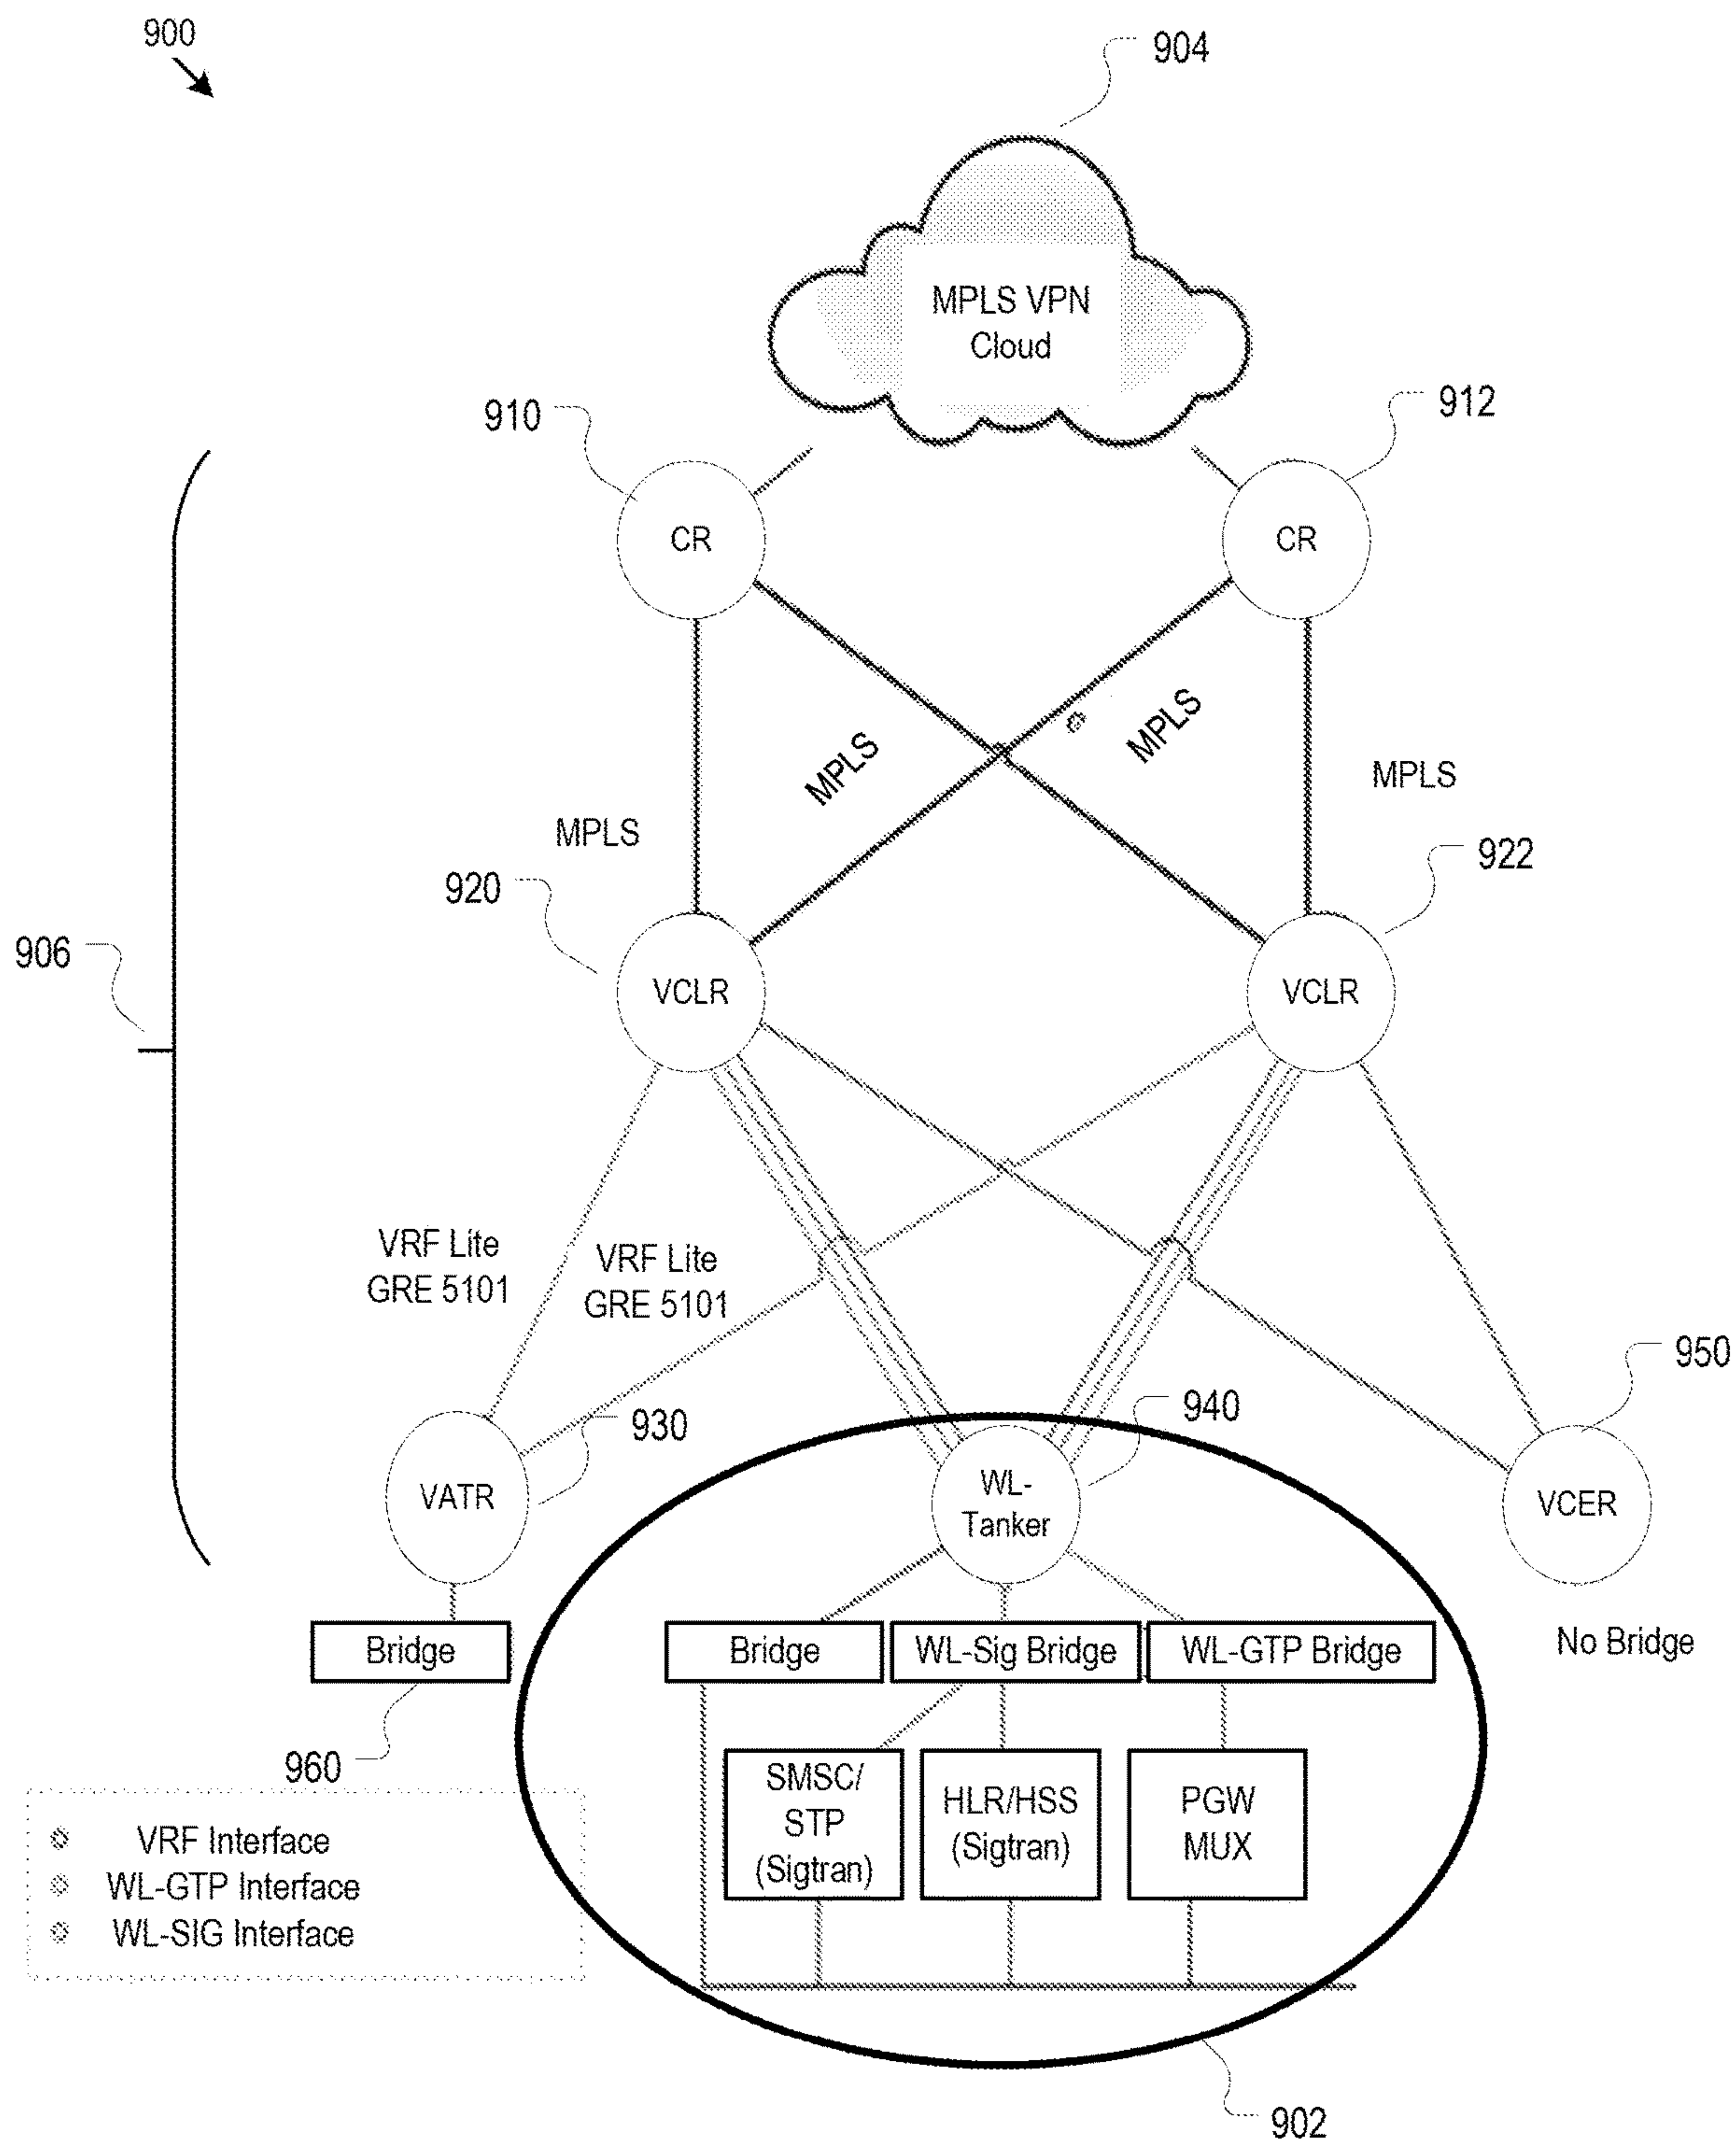 900
904
MPLS VPN
Cloud
910
912
CR
CR
MPLS
MPLS
MPLS
MPLS
920
922
906
VCLR
VCLR
VRF Lite
GRE 5101
VRF Lite
GRE 5101
950
940
930
VATR
WL-
Tanker
VCER
Bridge
Bridge
WL-Sig Bridge
WL-GTP Bridge
No Bridge
960
SMSC/
STP
(Sigtran)
HLR/HSS
(Sigtran)
PGW
MUX
VRF Interface
WL-GTP Interface
WL-SIG Interface
902